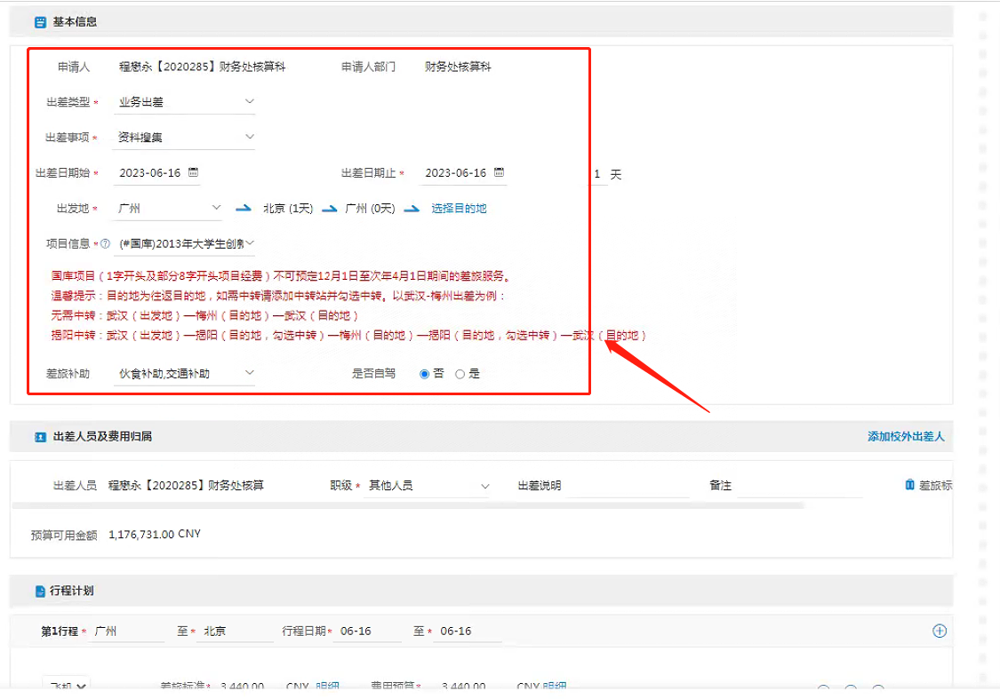 基本信息
申请人 程懋永【2020285】财务处核算科 申请人部门 财务处核算科
出差类型* 业务出差
出差事项* 资料搜集
出差日期始* 2023-06-16 出差日期止* 2023-06-16 1 天
出发地* 广州 北京 (1天) 广州 (0天) 选择目的地
项目信息* (#国库)2013年大学生创新
国库项目（1字开头及部分8字开头项目经费）不可预定12月1日至次年4月1日期间的差旅服务。
温馨提示：目的地为往返目的地，如需中转请添加中转站并勾选中转。以武汉-梅州出差为例：
无需中转：武汉（出发地）—梅州（目的地）—武汉（目的地）
揭阳中转：武汉（出发地）—揭阳（目的地，勾选中转）—梅州（目的地）—揭阳（目的地，勾选中转）—武汉（目的地）
差旅补助 伙食补助,交通补助 是否自驾 否 是
出差人员及费用归属 添加校外出差人
出差人员 程懋永【2020285】财务处核算 职级* 其他人员 出差说明 备注 差旅标
预算可用金额 1,176,731.00 CNY
行程计划
第1行程* 广州 至* 北京 行程日期* 06-16 至* 06-16
飞机 差旅标准* 3,440.00 CNY 明细 费用预算* 3,440.00 CNY 明细